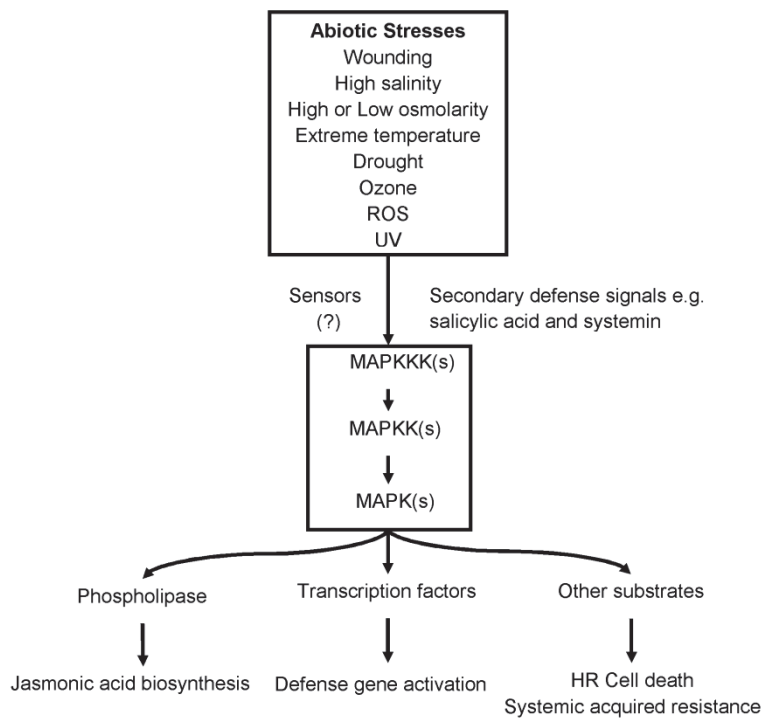 Abiotic Stresses
Wounding
High salinity
High or Low osmolarity
Extreme temperature
Drought
Ozone
ROS
UV
Sensors
(?)
Secondary defense signals e.g.
salicylic acid and systemin
MAPKKK(s)
MAPKK(s)
MAPK(s)
Phospholipase
Transcription factors
Other substrates
Jasmonic acid biosynthesis
Defense gene activation
HR Cell death
Systemic acquired resistance